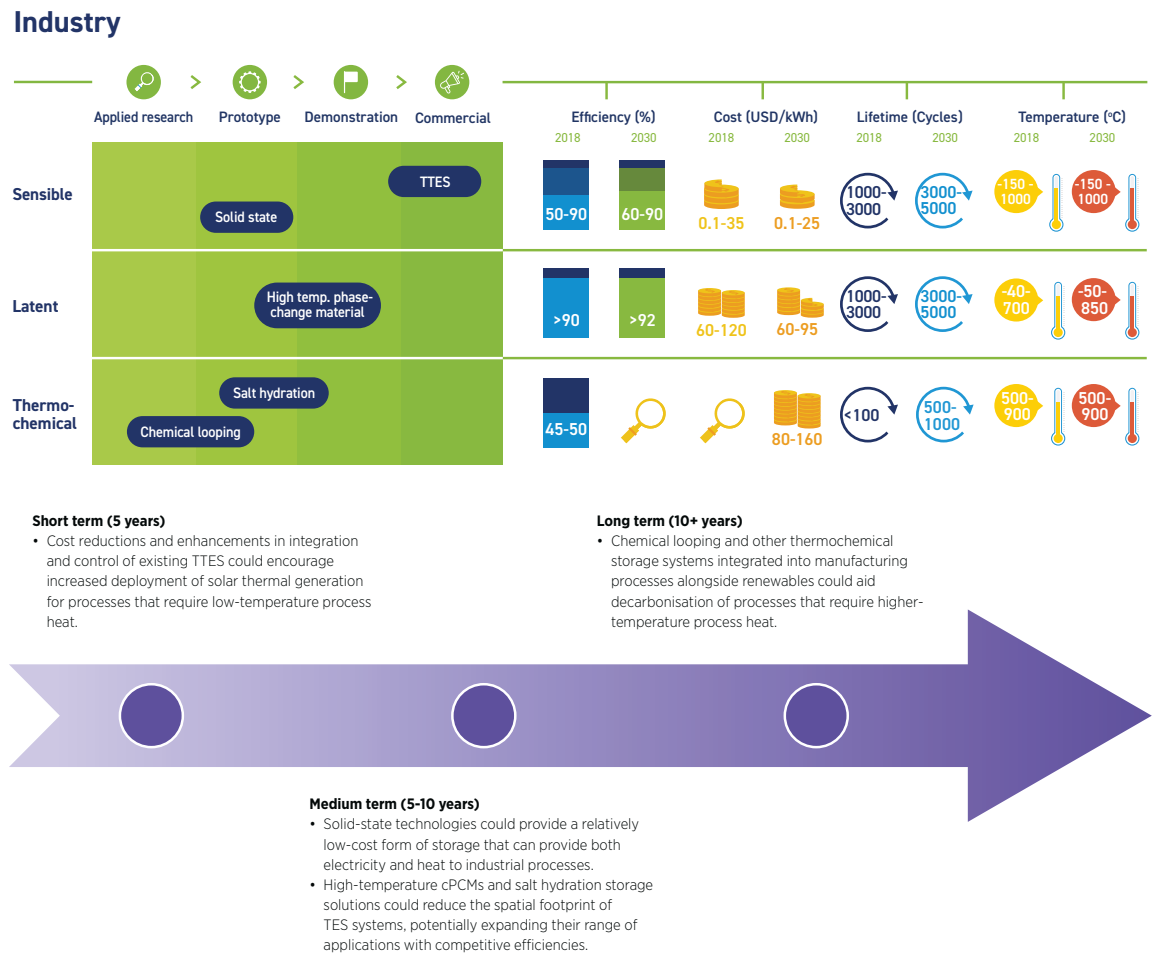 Industry
Applied research
Prototype
Demonstration
Commercial
Efficiency (%)
2018
2030
Cost (USD/kWh)
2018
2030
Lifetime (Cycles)
2018
2030
Temperature (ºC)
2018
2030
Sensible
TTES
Solid state
50-90
60-90
0.1-35
0.1-25
1000-
3000
3000-
5000
-150 -
1000
-150 -
1000
Latent
High temp. phase-
change material
>90
>92
60-120
60-95
1000-
3000
3000-
5000
-40-
700
-50-
850
Thermo-
chemical
Salt hydration
Chemical looping
45-50
80-160
<100
500-
1000
500-
900
500-
900
Short term (5 years)
• Cost reductions and enhancements in integration
and control of existing TTES could encourage
increased deployment of solar thermal generation
for processes that require low-temperature process
heat.
Long term (10+ years)
• Chemical looping and other thermochemical
storage systems integrated into manufacturing
processes alongside renewables could aid
decarbonisation of processes that require higher-
temperature process heat.
Medium term (5-10 years)
• Solid-state technologies could provide a relatively
low-cost form of storage that can provide both
electricity and heat to industrial processes.
• High-temperature cPCMs and salt hydration storage
solutions could reduce the spatial footprint of
TES systems, potentially expanding their range of
applications with competitive efficiencies.